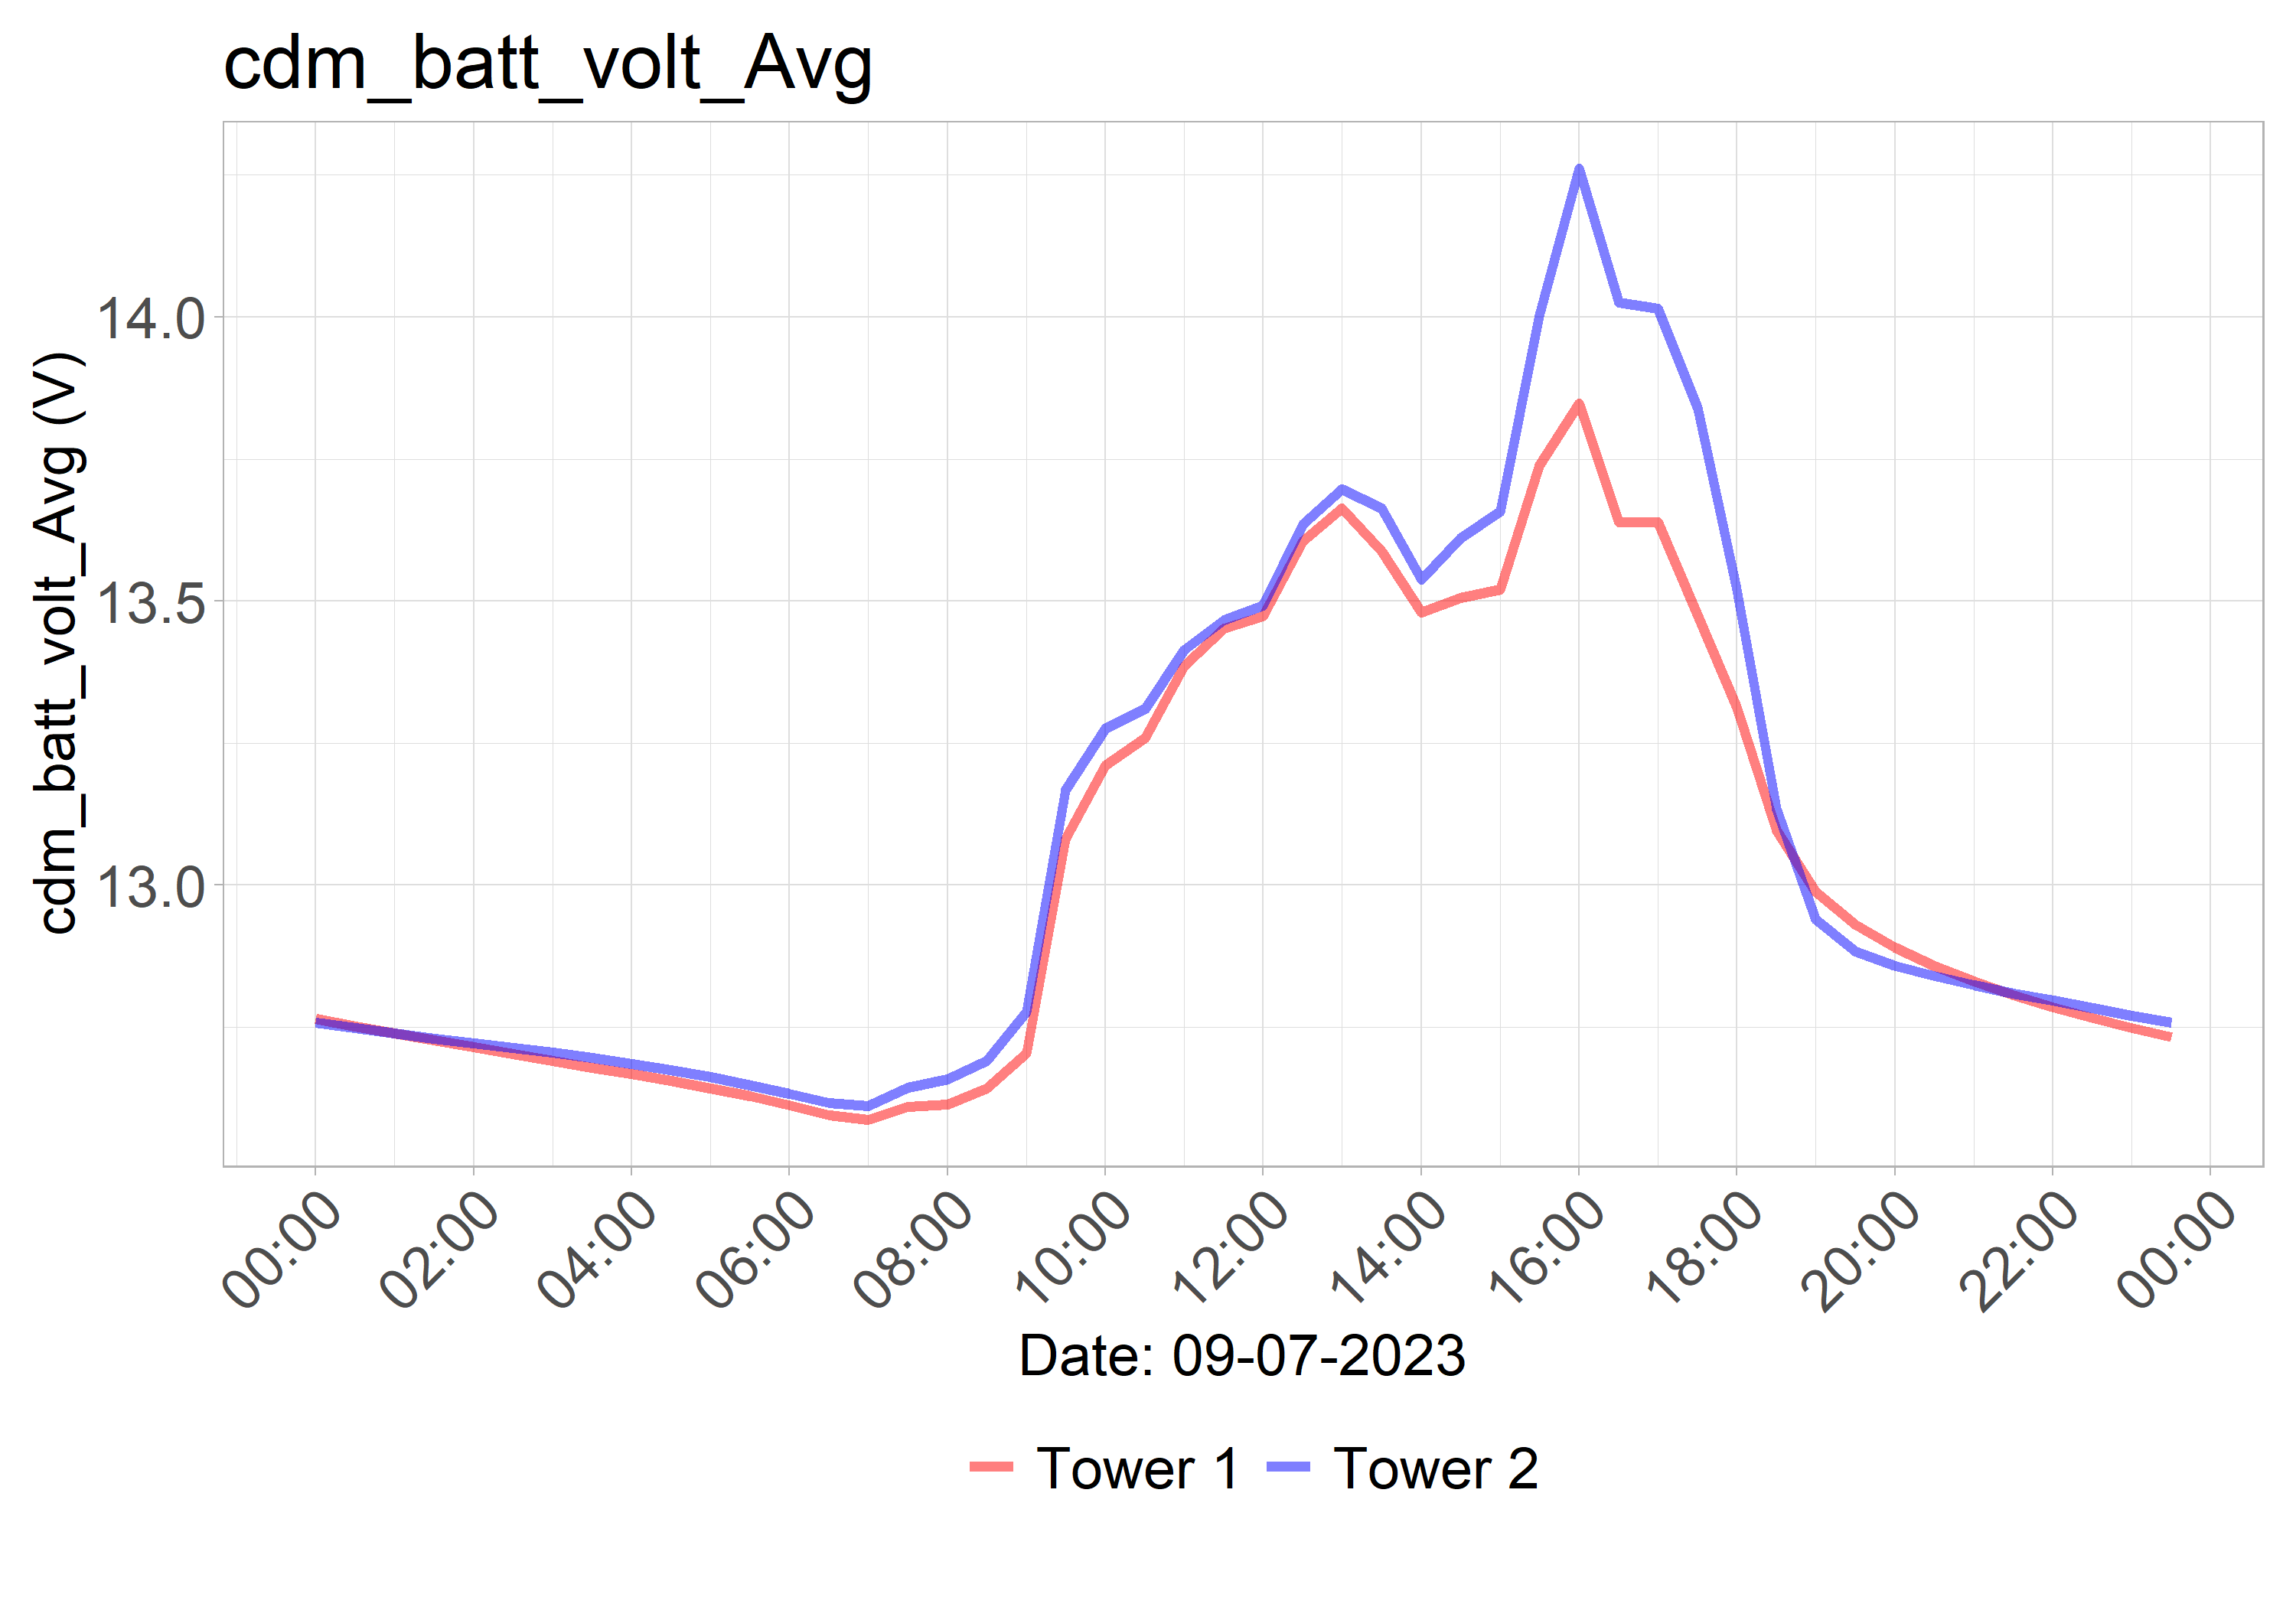 cdm_batt_volt_Avg
cdm_batt_volt_Avg (V)
14.0
13.5
13.0
00:00 02:00 04:00 06:00 08:00 10:00 12:00 14:00 16:00 18:00 20:00 22:00 00:00
Date: 09-07-2023
Tower 1 Tower 2